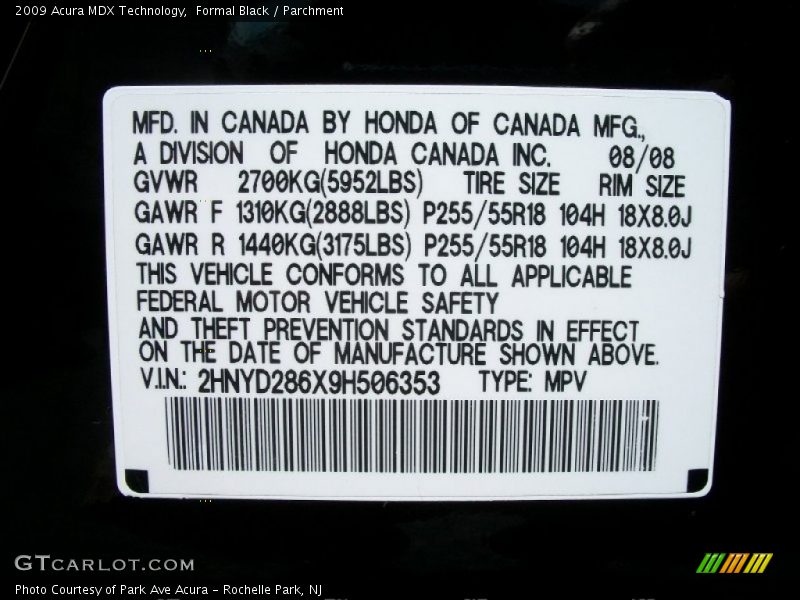 2009 Acura MDX Technology,  Formal Black / Parchment
MFD. IN CANADA BY HONDA OF CANADA MFG.,
A DIVISION OF HONDA CANADA INC. 08/08
GVWR 2700KG(5952LBS) TIRE SIZE RIM SIZE
GAWR F 1310KG(2888LBS) P255/55R18 104H 18X8.0J
GAWR R 1440KG(3175LBS) P255/55R18 104H 18X8.0J
THIS VEHICLE CONFORMS TO ALL APPLICABLE
FEDERAL MOTOR VEHICLE SAFETY
AND THEFT PREVENTION STANDARDS IN EFFECT
ON THE DATE OF MANUFACTURE SHOWN ABOVE.
V.I.N.: 2HNYD286X9H506353 TYPE: MPV
GTCARLOT.COM
Photo Courtesy of Park Ave Acura - Rochelle Park, NJ